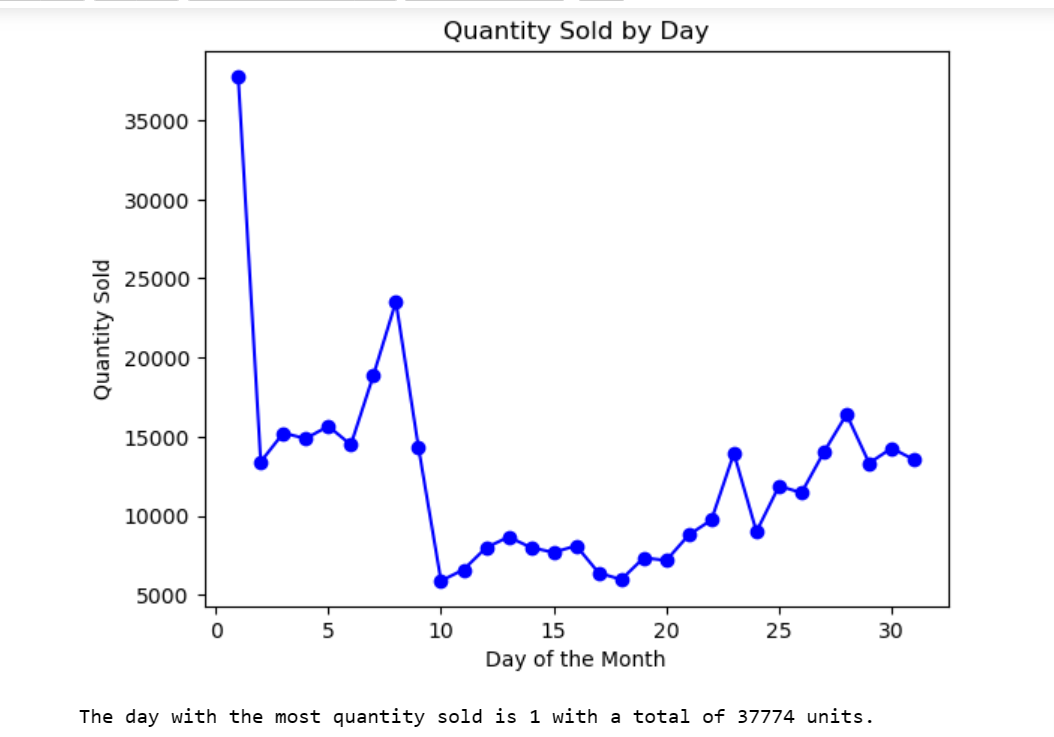 Quantity Sold by Day
35000
30000
25000
20000
15000
10000
5000
Quantity Sold
0 5 10 15 20 25 30
Day of the Month
The day with the most quantity sold is 1 with a total of 37774 units.